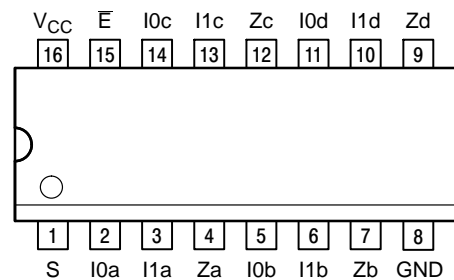 V_CC E̅ I0c I1c Zc I0d I1d Zd
16 15 14 13 12 11 10 9
1 2 3 4 5 6 7 8
S I0a I1a Za I0b I1b Zb GND